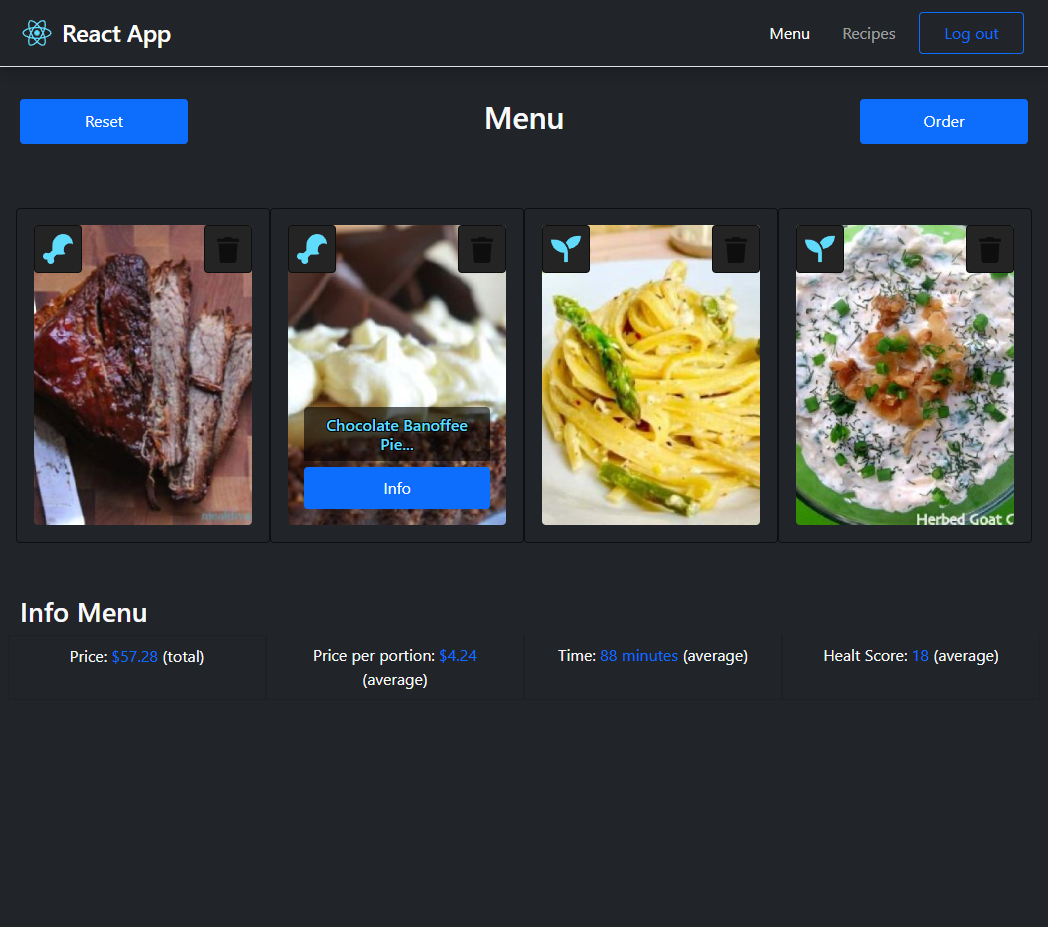 React App
Menu
Recipes
Log out
Reset
Menu
Order
Chocolate Banoffee
Pie...
Info
Herbed Goat C
Info Menu
Price: $57.28 (total)
Price per portion: $4.24
(average)
Time: 88 minutes (average)
Healt Score: 18 (average)